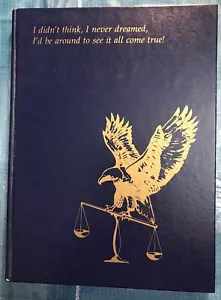 I didn't think, I never dreamed,
I'd be around to see it all come true!